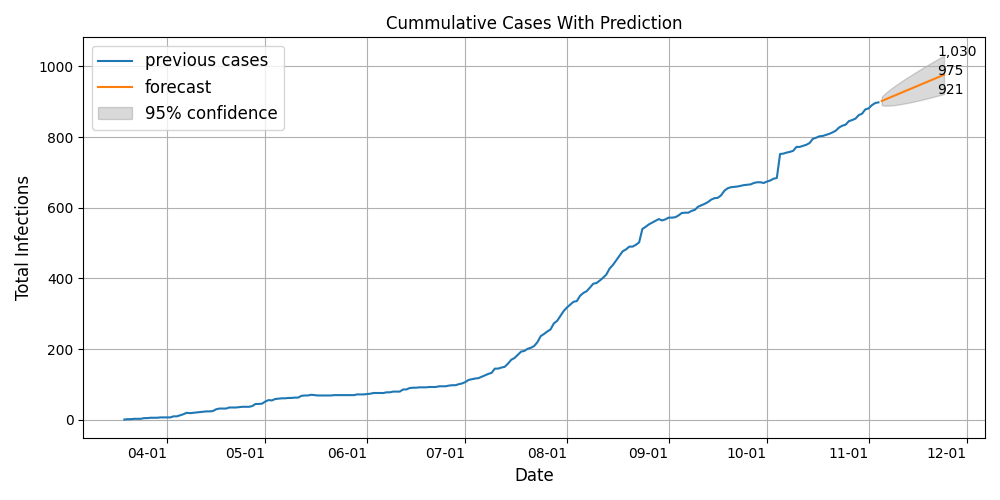 Cummulative Cases With Prediction
previous cases
forecast
95% confidence
1,030
975
921
1000
800
600
400
200
0
Total Infections
04-01 05-01 06-01 07-01 08-01 09-01 10-01 11-01 12-01
Date